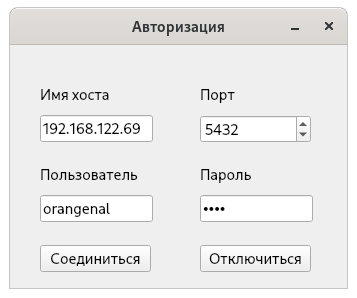 Авторизация
Имя хоста Порт
192.168.122.69 5432
Пользователь Пароль
orangenal ••••
Соединиться Отключиться